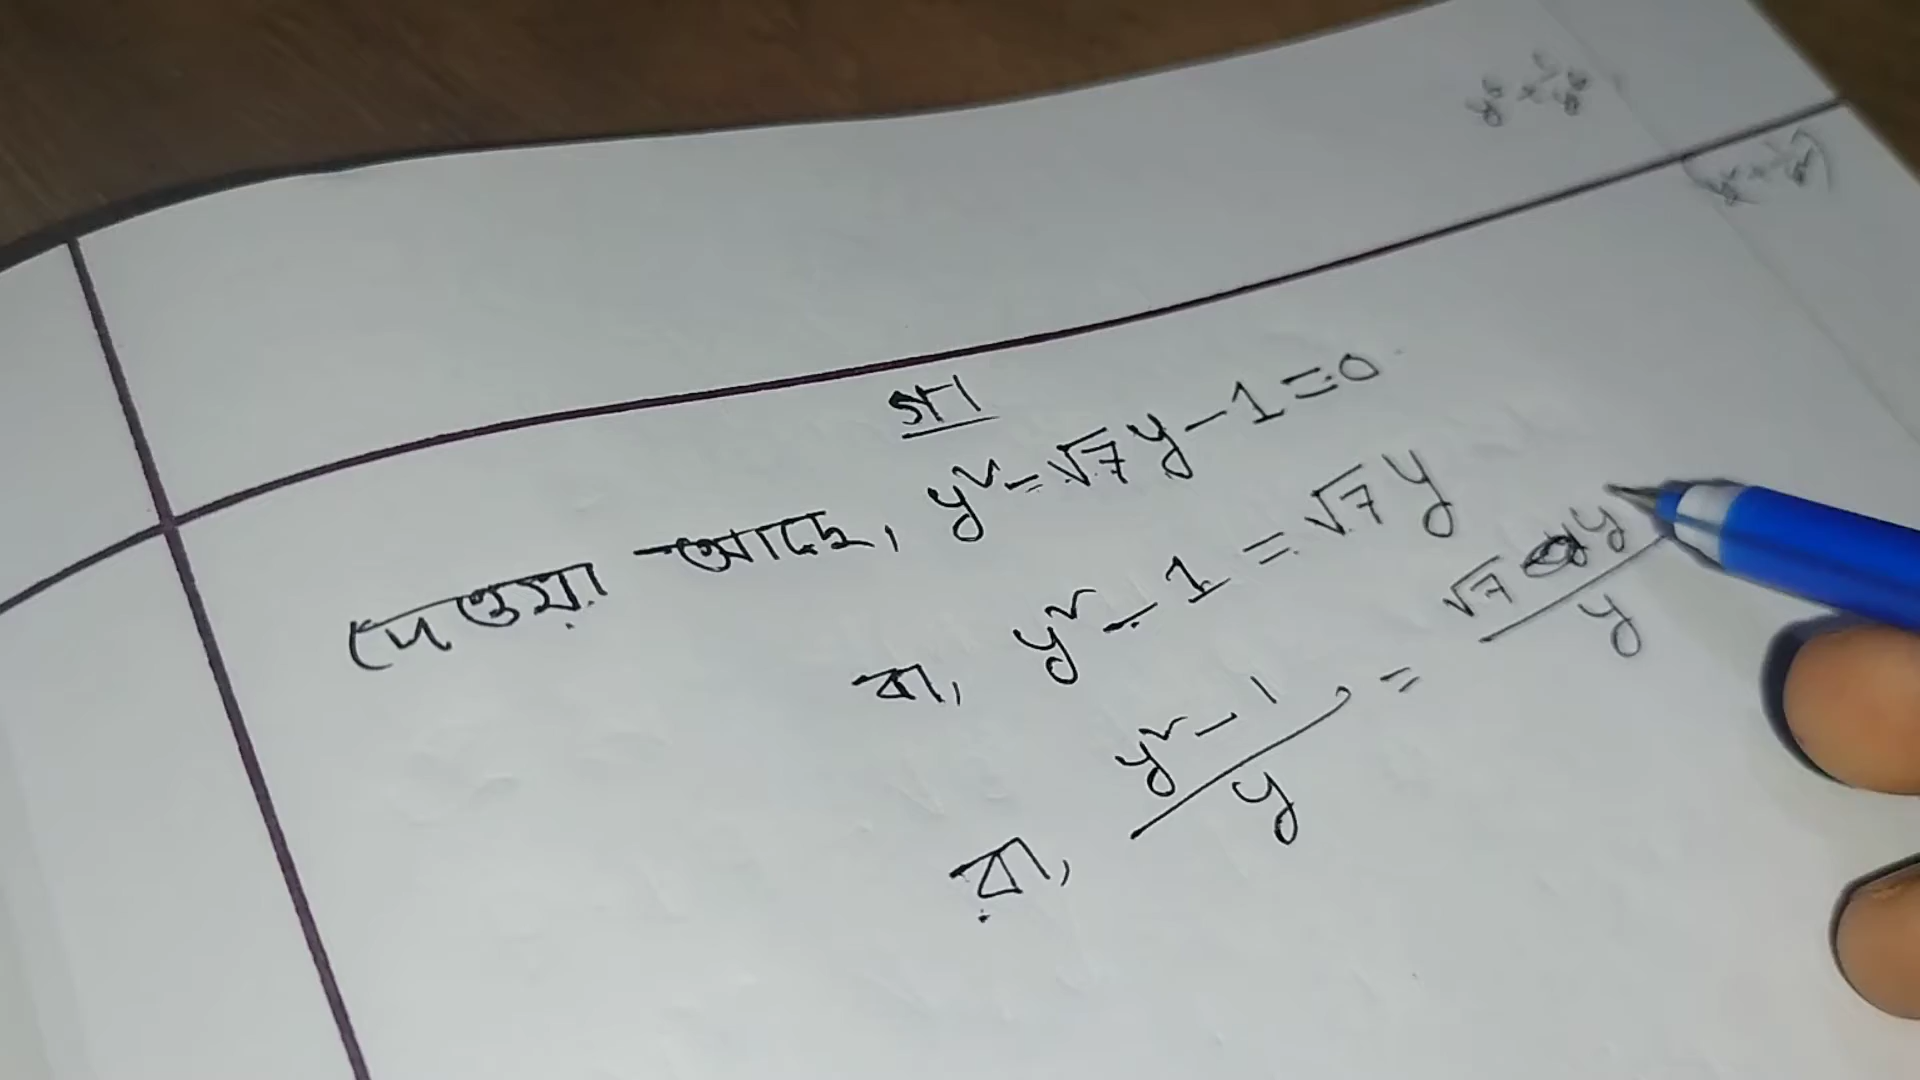 দেওয়া আছে, y² - √7 y - 1 = 0
বা, y² - 1 = √7 y
বা, (y² - 1)/y = √7 y/y